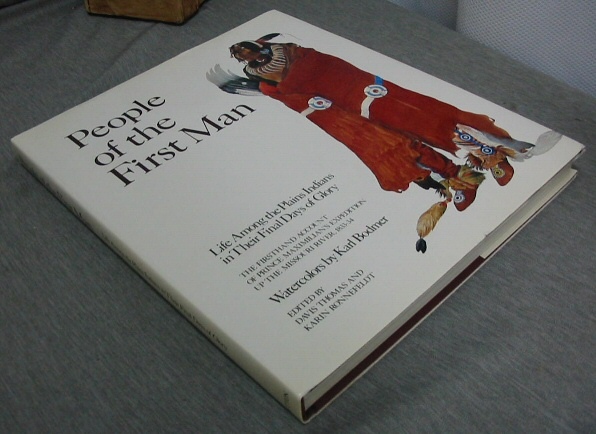 People
of the
First Man
Life Among the Plains Indians
in Their Final Days of Glory
THE FIRSTHAND ACCOUNT
OF PRINCE MAXIMILIAN'S EXPEDITION
UP THE MISSOURI RIVER, 1833-34
Watercolors by Karl Bodmer
EDITED BY
DAVIS THOMAS AND
KARIN RONNEFELDT